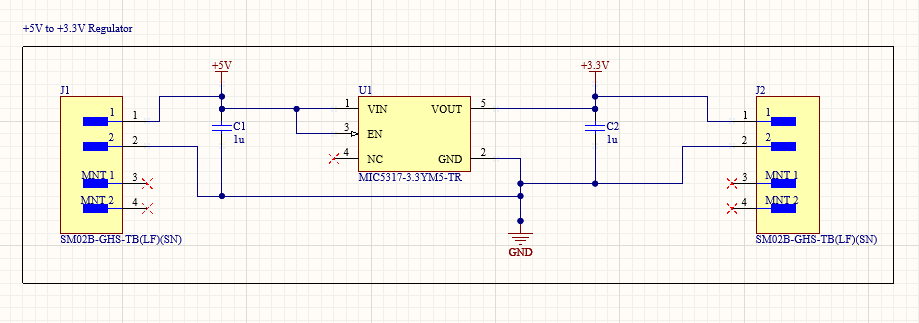 +5V to +3.3V Regulator
+5V
+3.3V
J1
U1
J2
1
1
2
2
MNT 1
3
MNT 2
4
SM02B-GHS-TB(LF)(SN)
C1
1u
1
VIN
VOUT
5
3
EN
4
NC
GND
2
MIC5317-3.3YM5-TR
C2
1u
GND
1
1
2
2
3
MNT 1
4
MNT 2
SM02B-GHS-TB(LF)(SN)